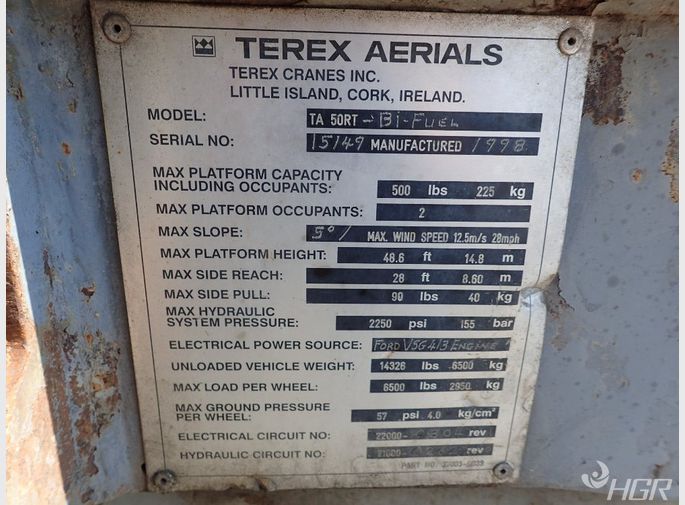 TEREX AERIALS
TEREX CRANES INC.
LITTLE ISLAND, CORK, IRELAND.
MODEL: TA 50RT - Bi-FUEL
SERIAL NO: 15149 MANUFACTURED 1998
MAX PLATFORM CAPACITY
INCLUDING OCCUPANTS: 500 lbs 225 kg
MAX PLATFORM OCCUPANTS: 2
MAX SLOPE: 5°/ MAX. WIND SPEED 12.5m/s 28mph
MAX PLATFORM HEIGHT: 48.6 ft 14.8 m
MAX SIDE REACH: 28 ft 8.60 m
MAX SIDE PULL: 90 lbs 40 kg
MAX HYDRAULIC
SYSTEM PRESSURE: 2250 psi 155 bar
ELECTRICAL POWER SOURCE: FORD VSG413 ENGINE
UNLOADED VEHICLE WEIGHT: 14326 lbs 6500 kg
MAX LOAD PER WHEEL: 6500 lbs 2950 kg
MAX GROUND PRESSURE
PER WHEEL: 57 psi 4.0 kg/cm²
ELECTRICAL CIRCUIT NO: 22000- rev
HYDRAULIC CIRCUIT NO: 21000- rev
PART NO.
HGR